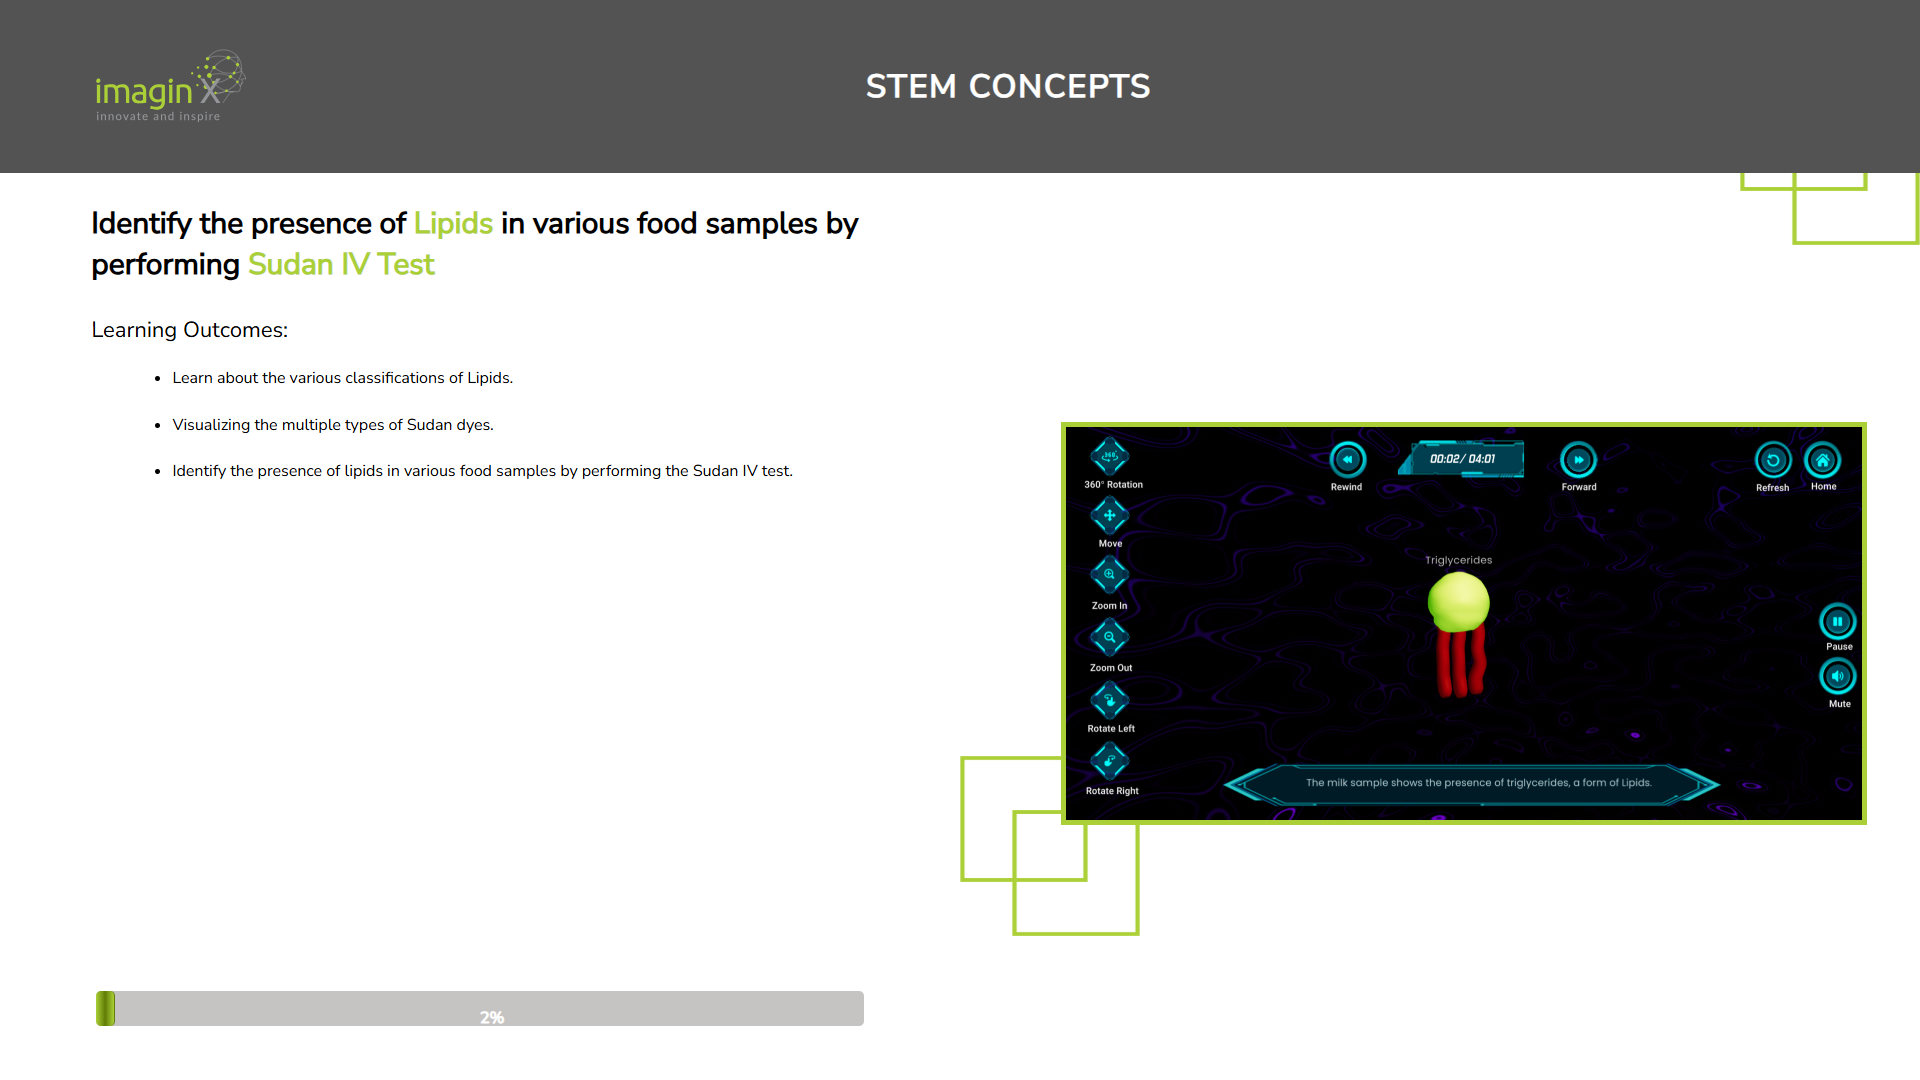 imagin X
innovate and inspire
STEM CONCEPTS
Identify the presence of Lipids in various food samples by
performing Sudan IV Test
Learning Outcomes:
• Learn about the various classifications of Lipids.
• Visualizing the multiple types of Sudan dyes.
• Identify the presence of lipids in various food samples by performing the Sudan IV test.
360
360° Rotation
Move
Zoom In
Zoom Out
Rotate Left
Rotate Right
Rewind
00:02/ 04:01
Forward
Refresh
Home
Triglycerides
Pause
Mute
The milk sample shows the presence of triglycerides, a form of Lipids.
2%